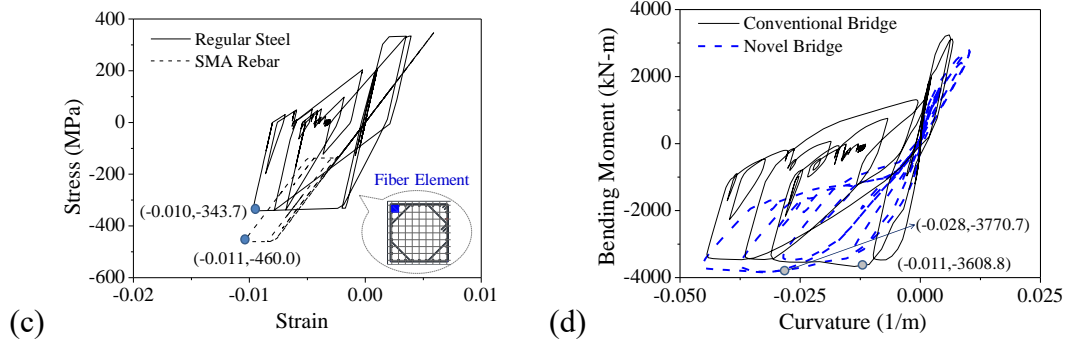 400
200
0
-200
-400
-600
Stress (MPa)
Regular Steel
SMA Rebar
Fiber Element
(-0.010,-343.7)
(-0.011,-460.0)
-0.02
-0.01
0.00
0.01
Strain
(c)
4000
2000
0
-2000
-4000
Bending Moment (kN-m)
Conventional Bridge
Novel Bridge
(-0.028,-3770.7)
(-0.011,-3608.8)
-0.050
-0.025
0.000
0.025
Curvature (1/m)
(d)